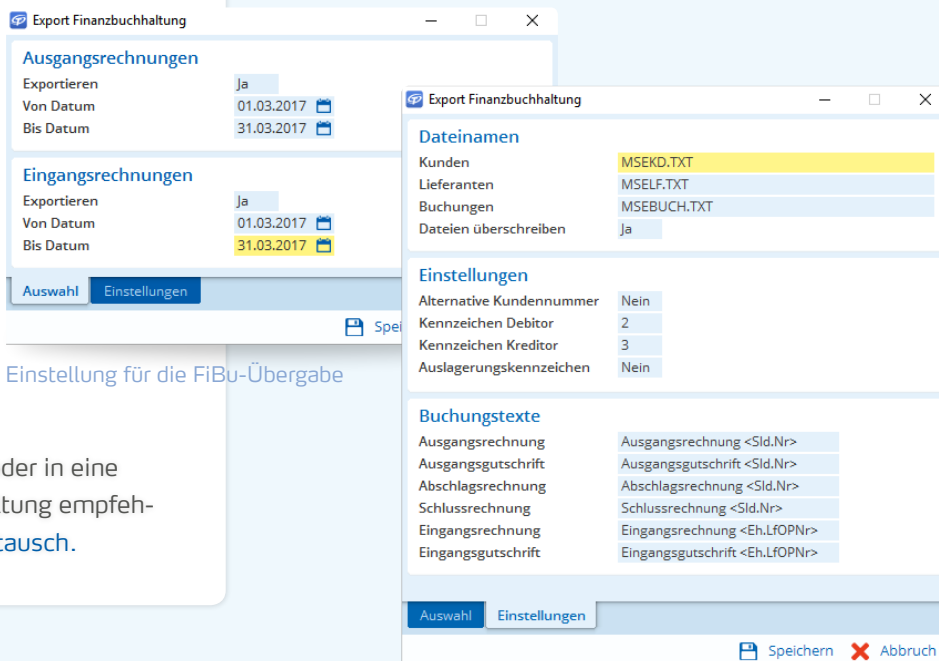 Export Finanzbuchhaltung
Ausgangsrechnungen
Exportieren Ja
Von Datum 01.03.2017
Bis Datum 31.03.2017
Eingangsrechnungen
Exportieren Ja
Von Datum 01.03.2017
Bis Datum 31.03.2017
Auswahl Einstellungen
Spei
Einstellung für die FiBu-Übergabe
der in eine
tung empfeh-
tausch.
Export Finanzbuchhaltung
Dateinamen
Kunden MSEKD.TXT
Lieferanten MSELF.TXT
Buchungen MSEBUCH.TXT
Dateien überschreiben Ja
Einstellungen
Alternative Kundennummer Nein
Kennzeichen Debitor 2
Kennzeichen Kreditor 3
Auslagerungskennzeichen Nein
Buchungstexte
Ausgangsrechnung Ausgangsrechnung <Sld.Nr>
Ausgangsgutschrift Ausgangsgutschrift <Sld.Nr>
Abschlagsrechnung Abschlagsrechnung <Sld.Nr>
Schlussrechnung Schlussrechnung <Sld.Nr>
Eingangsrechnung Eingangsrechnung <Eh.LfOPNr>
Eingangsgutschrift Eingangsgutschrift <Eh.LfOPNr>
Auswahl Einstellungen
Speichern Abbruch